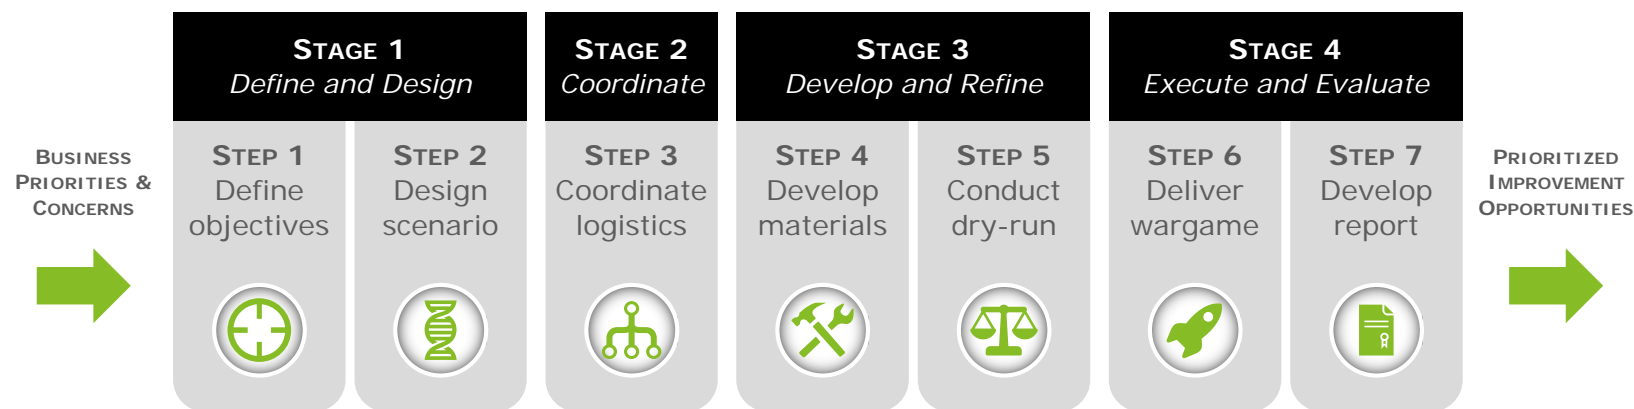 STAGE 1
Define and Design
STAGE 2
Coordinate
STAGE 3
Develop and Refine
STAGE 4
Execute and Evaluate
BUSINESS
PRIORITIES &
CONCERNS
STEP 1
Define
objectives
STEP 2
Design
scenario
STEP 3
Coordinate
logistics
STEP 4
Develop
materials
STEP 5
Conduct
dry-run
STEP 6
Deliver
wargame
STEP 7
Develop
report
PRIORITIZED
IMPROVEMENT
OPPORTUNITIES